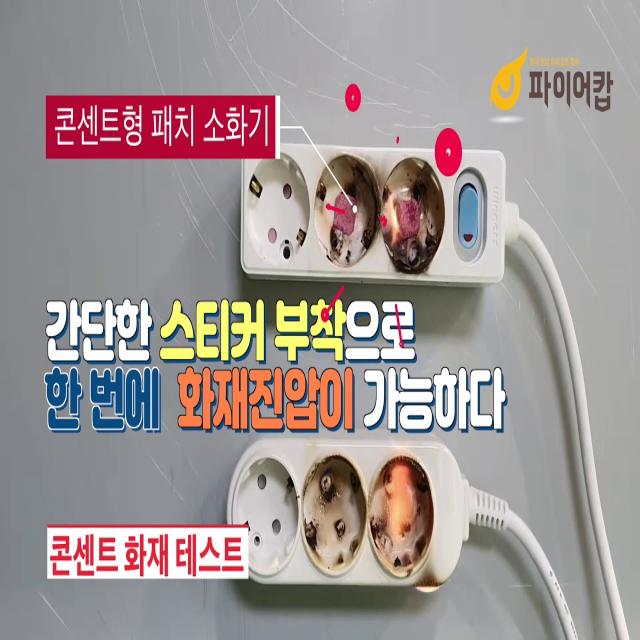 파이어캅
콘센트형 패치 소화기
간단한 스티커 부착으로
한 번에 화재진압이 가능하다
콘센트 화재 테스트